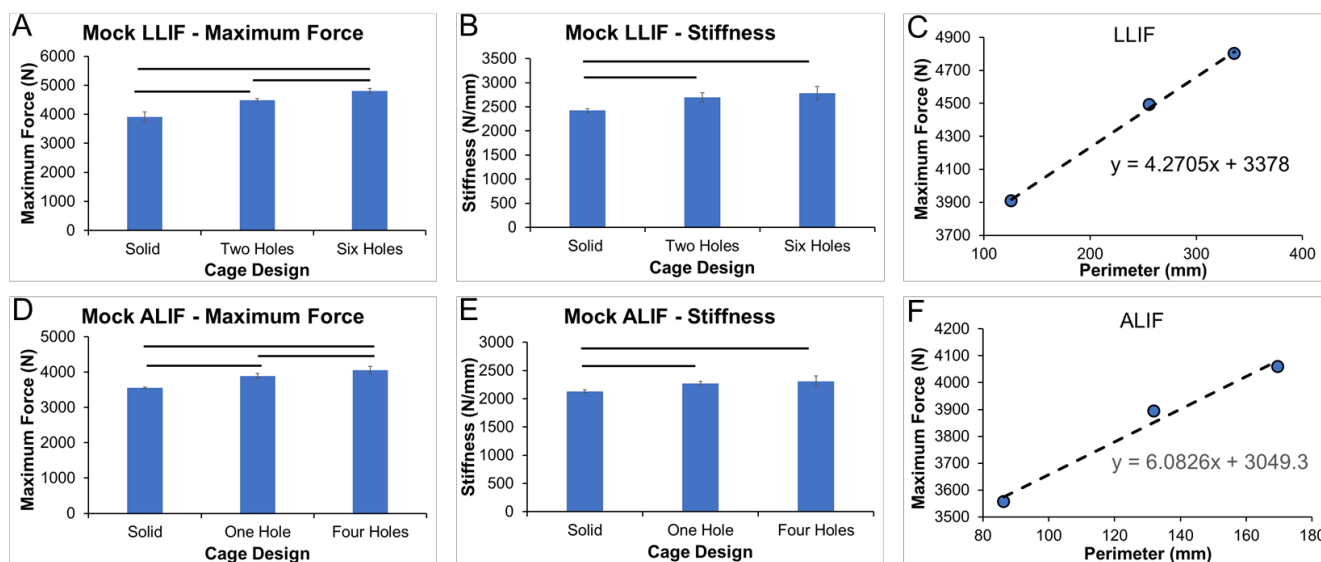 A
Mock LLIF - Maximum Force
Maximum Force (N)
6000
5000
4000
3000
2000
1000
0
Solid
Two Holes
Six Holes
Cage Design
B
Mock LLIF - Stiffness
Stiffness (N/mm)
3500
3000
2500
2000
1500
1000
500
0
Solid
Two Holes
Six Holes
Cage Design
C
LLIF
Maximum Force (N)
4900
4700
4500
4300
4100
3900
3700
y = 4.2705x + 3378
100
200
300
400
Perimeter (mm)
D
Mock ALIF - Maximum Force
Maximum Force (N)
5000
4000
3000
2000
1000
0
Solid
One Hole
Four Holes
Cage Design
E
Mock ALIF - Stiffness
Stiffness (N/mm)
3000
2500
2000
1500
1000
500
0
Solid
One Hole
Four Holes
Cage Design
F
ALIF
Maximum Force (N)
4200
4100
4000
3900
3800
3700
3600
3500
y = 6.0826x + 3049.3
80
100
120
140
160
180
Perimeter (mm)